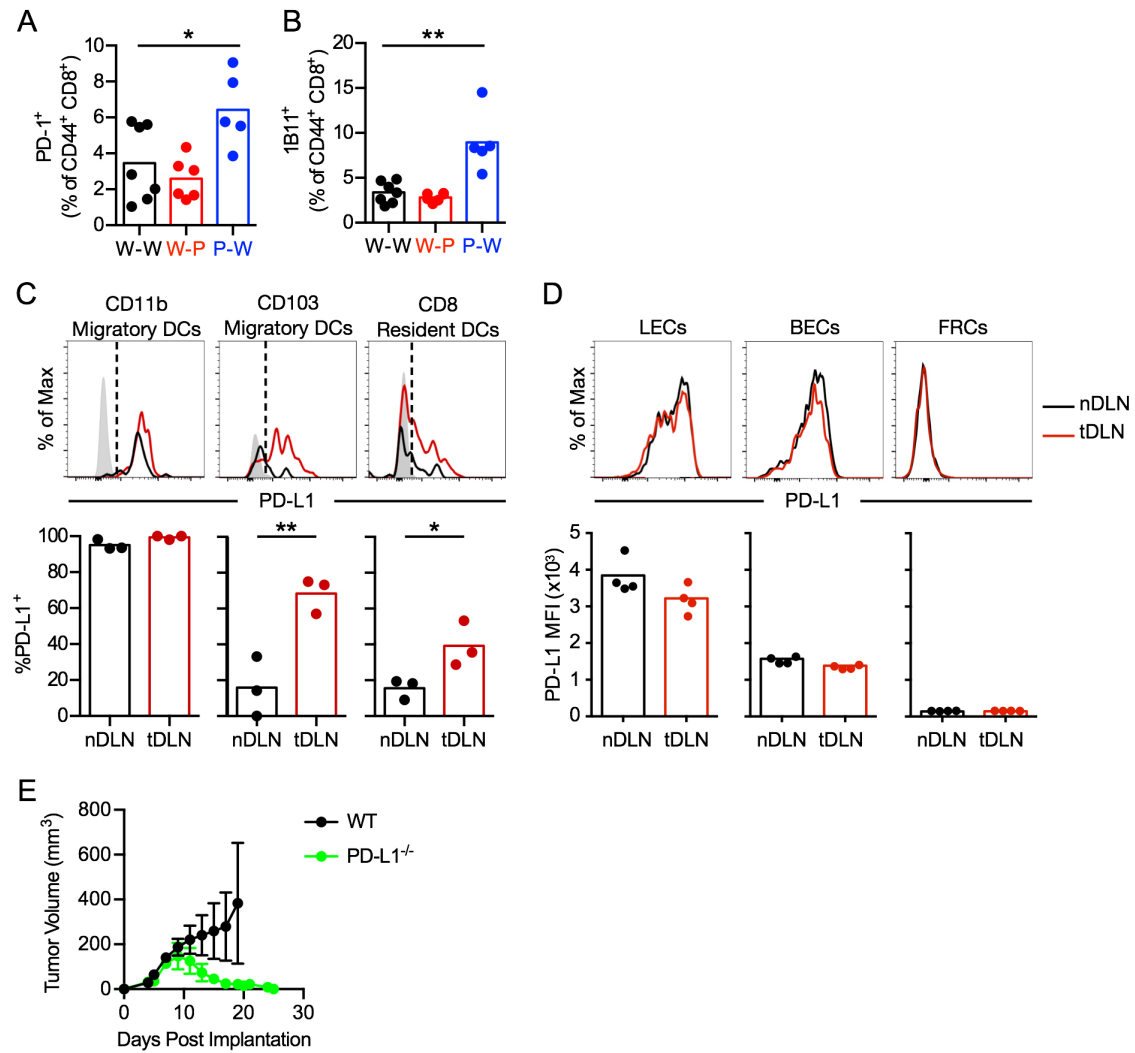 A
PD-1⁺
(% of CD44⁺ CD8⁺)
10
8
6
4
2
0
*
W-W W-P P-W
B
1B11⁺
(% of CD44⁺ CD8⁺)
20
15
10
5
0
**
W-W W-P P-W
C
CD11b
Migratory DCs
CD103
Migratory DCs
CD8
Resident DCs
% of Max
PD-L1
%PD-L1⁺
100
80
60
40
20
0
**
*
nDLN tDLN
nDLN tDLN
nDLN tDLN
D
LECs
BECs
FRCs
% of Max
nDLN
tDLN
PD-L1
PD-L1 MFI (x10³)
5
4
3
2
1
0
nDLN tDLN
nDLN tDLN
nDLN tDLN
E
Tumor Volume (mm³)
800
600
400
200
0
0 10 20 30
Days Post Implantation
WT
PD-L1⁻/⁻